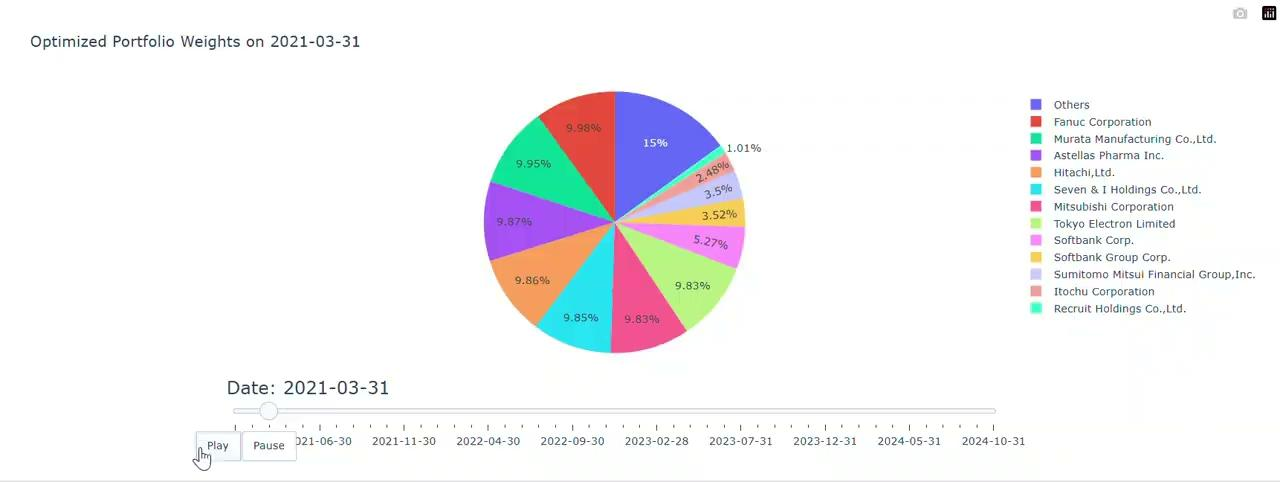 Optimized Portfolio Weights on 2021-03-31
15%
1.01%
2.48%
3.5%
3.52%
5.27%
9.83%
9.83%
9.85%
9.86%
9.87%
9.95%
9.98%
Others
Fanuc Corporation
Murata Manufacturing Co.,Ltd.
Astellas Pharma Inc.
Hitachi,Ltd.
Seven & I Holdings Co.,Ltd.
Mitsubishi Corporation
Tokyo Electron Limited
Softbank Corp.
Softbank Group Corp.
Sumitomo Mitsui Financial Group,Inc.
Itochu Corporation
Recruit Holdings Co.,Ltd.
Date: 2021-03-31
Play Pause 021-06-30 2021-11-30 2022-04-30 2022-09-30 2023-02-28 2023-07-31 2023-12-31 2024-05-31 2024-10-31